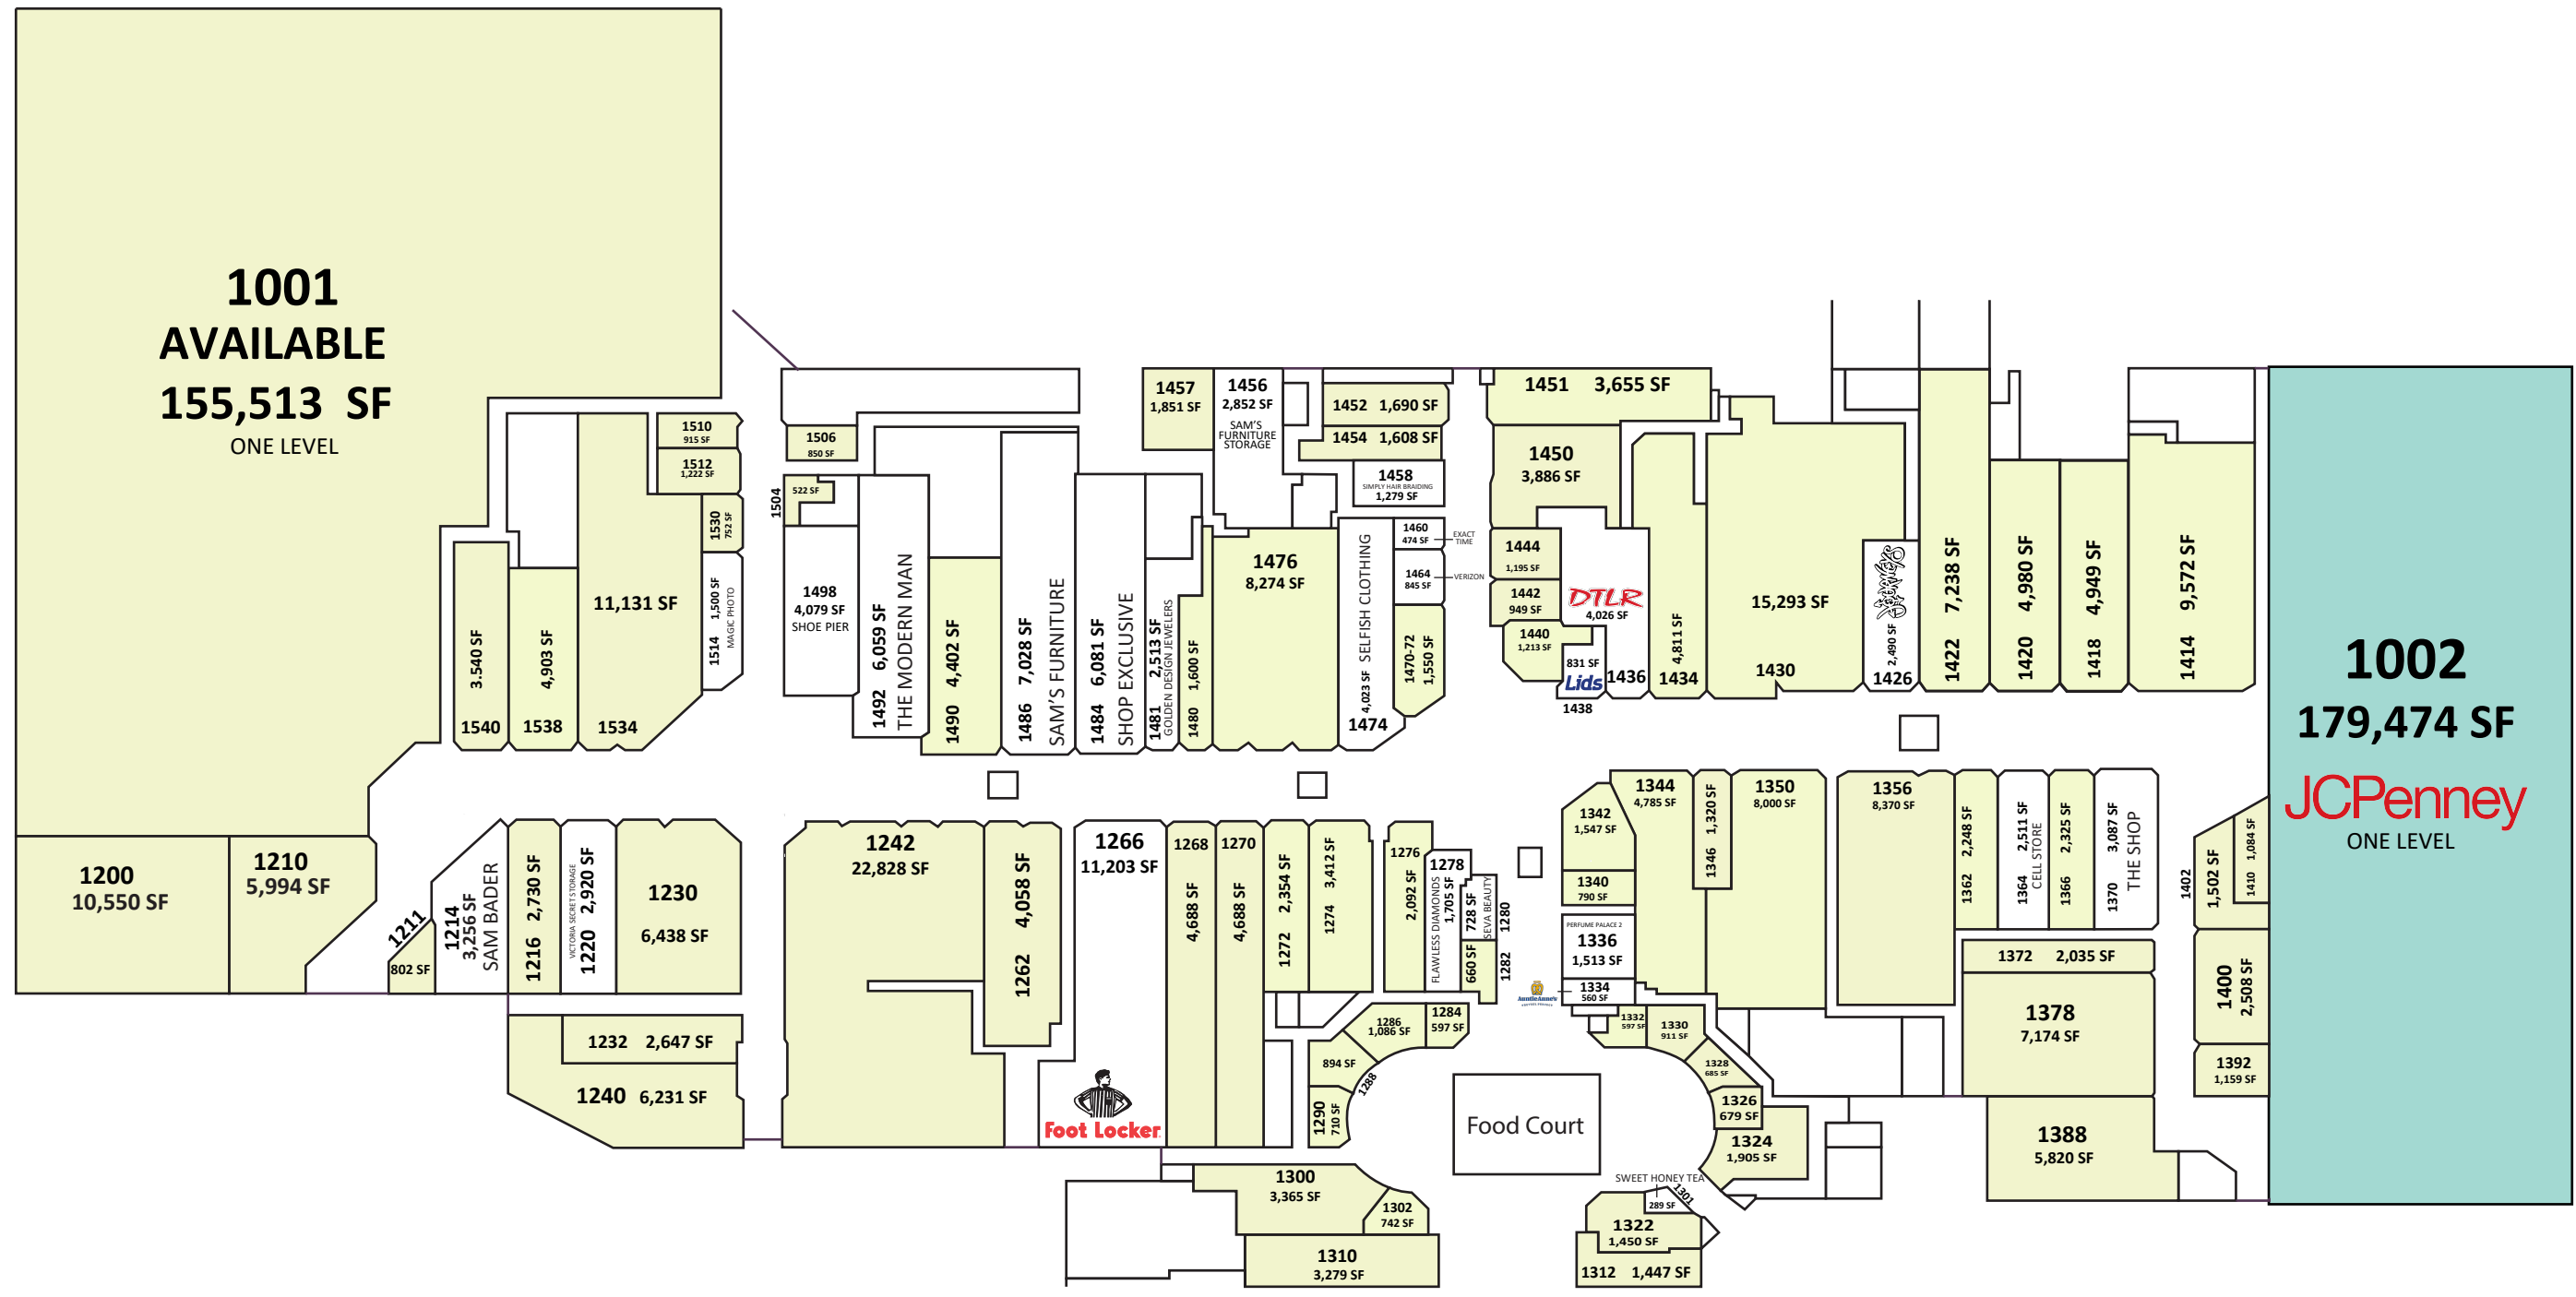 1001
AVAILABLE
155,513 SF
ONE LEVEL
1200
10,550 SF
1210
5,994 SF
1211
802 SF
1214
3,256 SF
SAM BADER
1216 2,730 SF
VICTORIA SECRET STORAGE
1220 2,920 SF
1230
6,438 SF
1232 2,647 SF
1240 6,231 SF
3.540 SF
1540
4,903 SF
1538
11,131 SF
1534
1510
915 SF
1512
1,222 SF
1530
752 SF
1514 1,500 SF
MAGIC PHOTO
1506
850 SF
1504
522 SF
1498
4,079 SF
SHOE PIER
1492 6,059 SF
THE MODERN MAN
1490 4,402 SF
1486 7,028 SF
SAM'S FURNITURE
1484 6,081 SF
SHOP EXCLUSIVE
1481 2,513 SF
GOLDEN DESIGN JEWELERS
1480 1,600 SF
1457
1,851 SF
1456
2,852 SF
SAM'S
FURNITURE
STORAGE
1476
8,274 SF
1452 1,690 SF
1454 1,608 SF
1458
SIMPLY HAIR BRAIDING
1,279 SF
4,023 SF SELFISH CLOTHING
1474
1460
474 SF
EXACT
TIME
1464
845 SF
VERIZON
1470-72
1,550 SF
1451 3,655 SF
1450
3,886 SF
1444
1,195 SF
1442
949 SF
1440
1,213 SF
DTLR
4,026 SF
1436
831 SF
Lids
1438
4,811 SF
1434
15,293 SF
1430
2,490 SF
1426
1422 7,238 SF
1420 4,980 SF
1418 4,949 SF
1414 9,572 SF
1002
179,474 SF
JCPenney
ONE LEVEL
1242
22,828 SF
1262 4,058 SF
1266
11,203 SF
Foot Locker
1268
4,688 SF
1270
4,688 SF
1272 2,354 SF
1274 3,412 SF
1276
2,092 SF
1278
FLAWLESS DIAMONDS
1,705 SF
728 SF
SEVA BEAUTY
1280
660 SF
1282
1284
597 SF
1286
1,086 SF
894 SF
1288
1290
710 SF
1300
3,365 SF
1302
742 SF
1310
3,279 SF
Food Court
1342
1,547 SF
1340
790 SF
PERFUME PALACE 2
1336
1,513 SF
1334
560 SF
AuntieAnne's
1332
597 SF
1330
911 SF
1328
685 SF
1326
679 SF
1324
1,905 SF
SWEET HONEY TEA
1301
289 SF
1322
1,450 SF
1312 1,447 SF
1344
4,785 SF
1346 1,320 SF
1350
8,000 SF
1356
8,370 SF
1362 2,248 SF
1364 2,511 SF
CELL STORE
1366 2,325 SF
1370 3,087 SF
THE SHOP
1372 2,035 SF
1378
7,174 SF
1388
5,820 SF
1402
1,502 SF
1410 1,084 SF
1400
2,508 SF
1392
1,159 SF